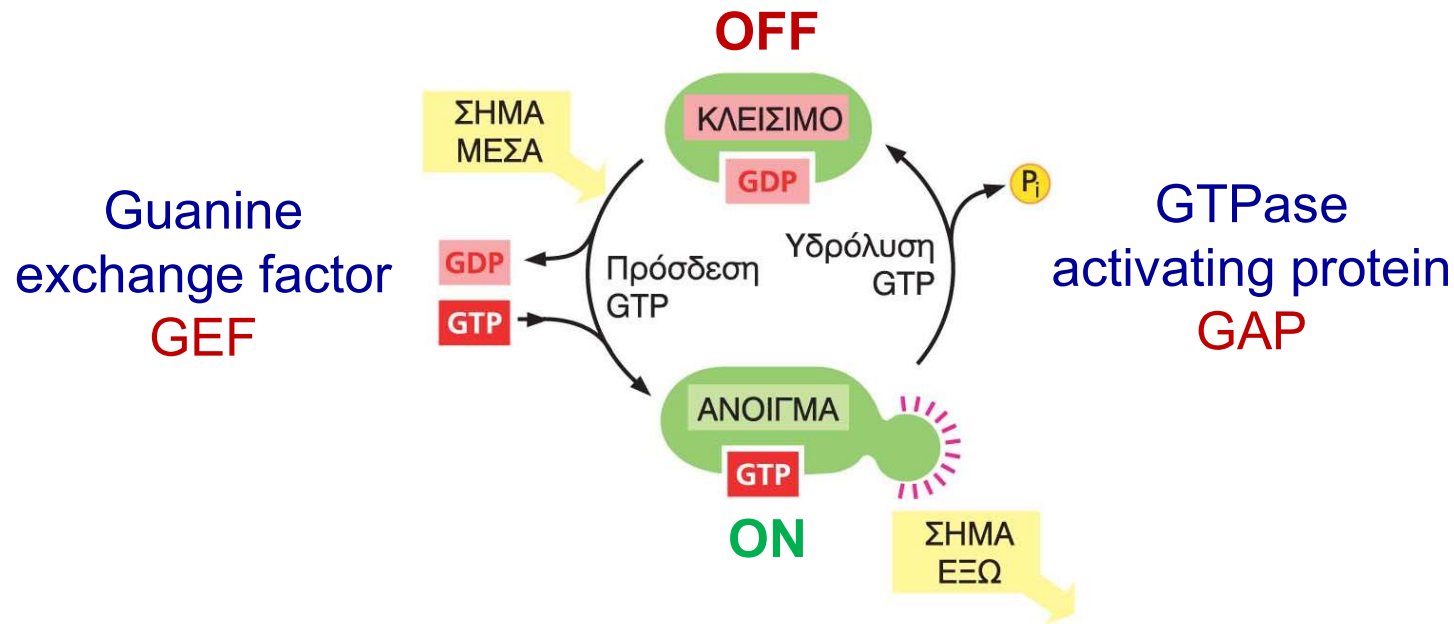 OFF
ΣΗΜΑ
ΜΕΣΑ
ΚΛΕΙΣΙΜΟ
GDP
Pi
Guanine
exchange factor
GEF
GDP
GTP
Πρόσδεση
GTP
Υδρόλυση
GTP
GTPase
activating protein
GAP
ΑΝΟΙΓΜΑ
GTP
ON
ΣΗΜΑ
ΕΞΩ